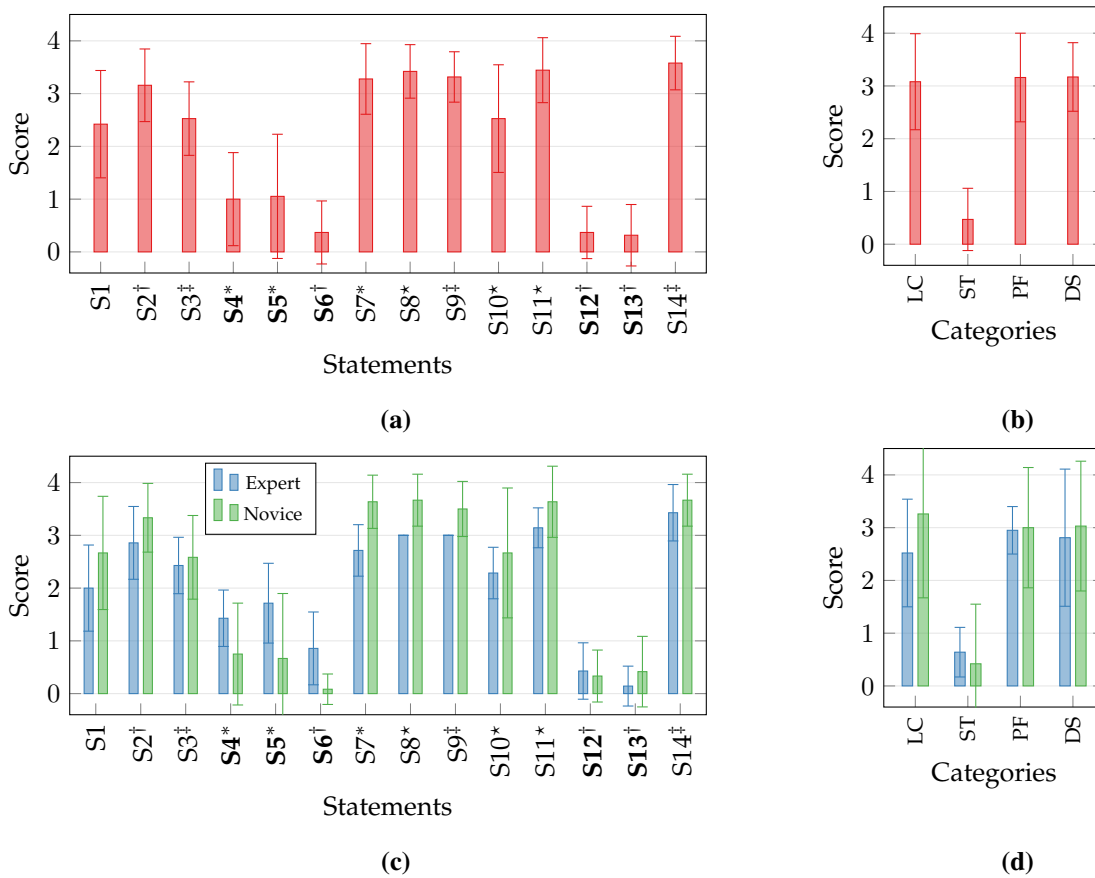 4
3
2
1
0
Score
S1
S2†
S3‡
S4*
S5*
S6†
S7*
S8*
S9‡
S10*
S11*
S12†
S13†
S14‡
Statements
(a)
4
3
2
1
0
Score
LC
ST
PF
DS
Categories
(b)
4
3
2
1
0
Score
Expert
Novice
S1
S2†
S3‡
S4*
S5*
S6†
S7*
S8*
S9‡
S10*
S11*
S12†
S13†
S14‡
Statements
(c)
4
3
2
1
0
Score
LC
ST
PF
DS
Categories
(d)